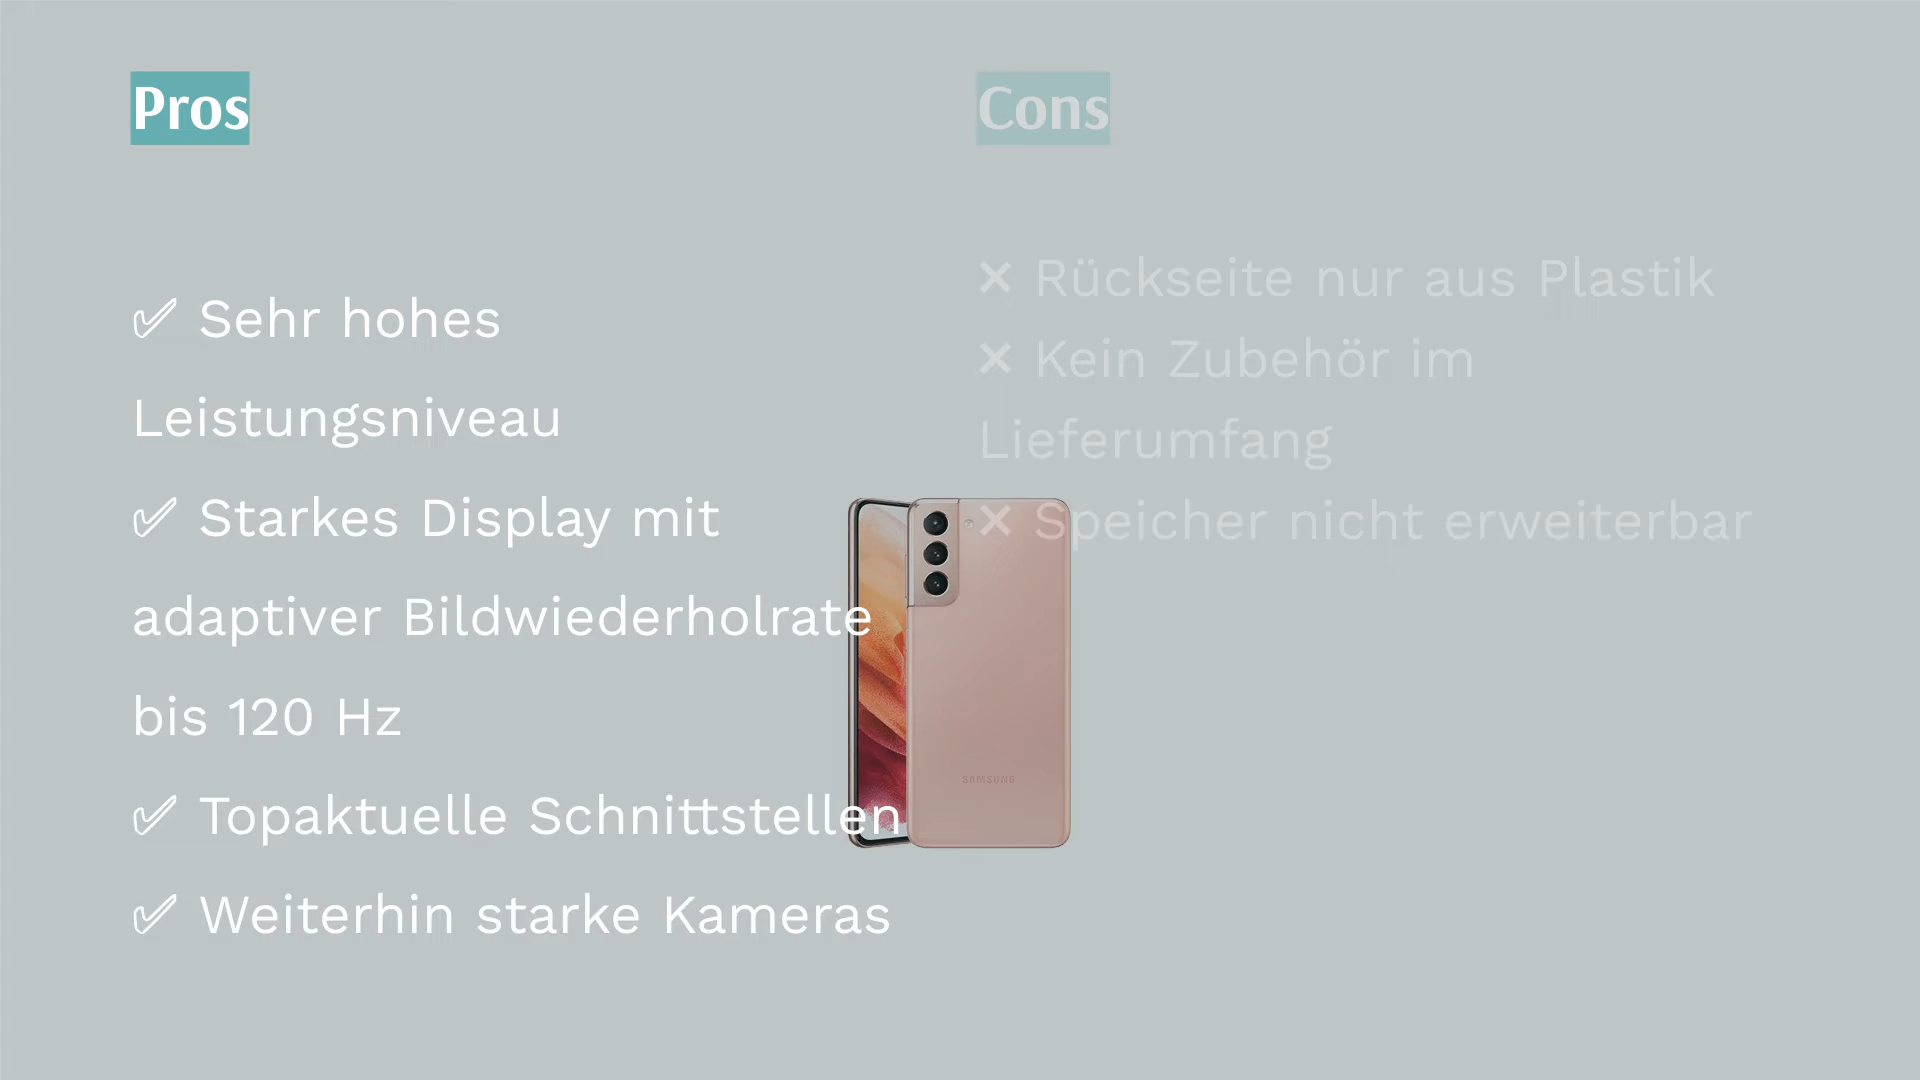 Pros
✓ Sehr hohes
Leistungsniveau
✓ Starkes Display mit
adaptiver Bildwiederholrate
bis 120 Hz
✓ Topaktuelle Schnittstellen
✓ Weiterhin starke Kameras
Cons
✕ Rückseite nur aus Plastik
✕ Kein Zubehör im
Lieferumfang
✕ Speicher nicht erweiterbar
SAMSUNG